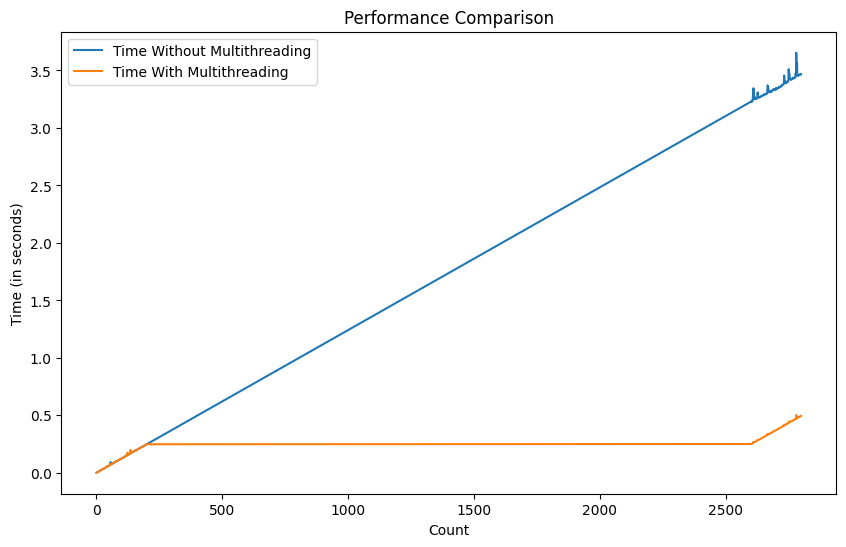 Performance Comparison
Time Without Multithreading
Time With Multithreading
3.5
3.0
2.5
2.0
1.5
1.0
0.5
0.0
Time (in seconds)
0 500 1000 1500 2000 2500
Count